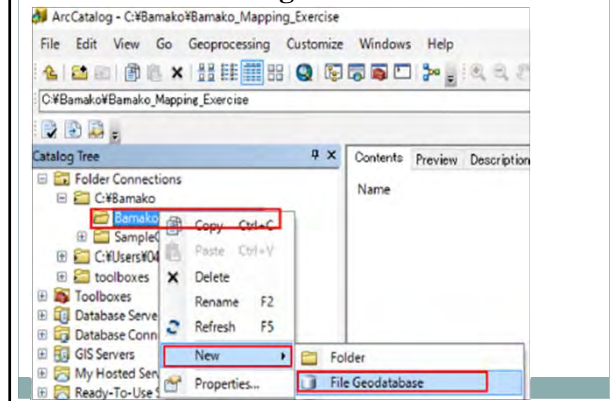 ArcCatalog - C:¥Bamako¥Bamako_Mapping_Exercise
File Edit View Go Geoprocessing Customize Windows Help
C:¥Bamako¥Bamako_Mapping_Exercise
Catalog Tree
Contents Preview Description
Name
Folder Connections
C:¥Bamako
Bamako
C:¥Users¥04
toolboxes
Toolboxes
Database Serve
Database Conn
GIS Servers
My Hosted Ser
Ready-To-Use
Copy Ctrl+C
Paste Ctrl+V
Delete
Rename F2
Refresh F5
New
Properties...
Folder
File Geodatabase